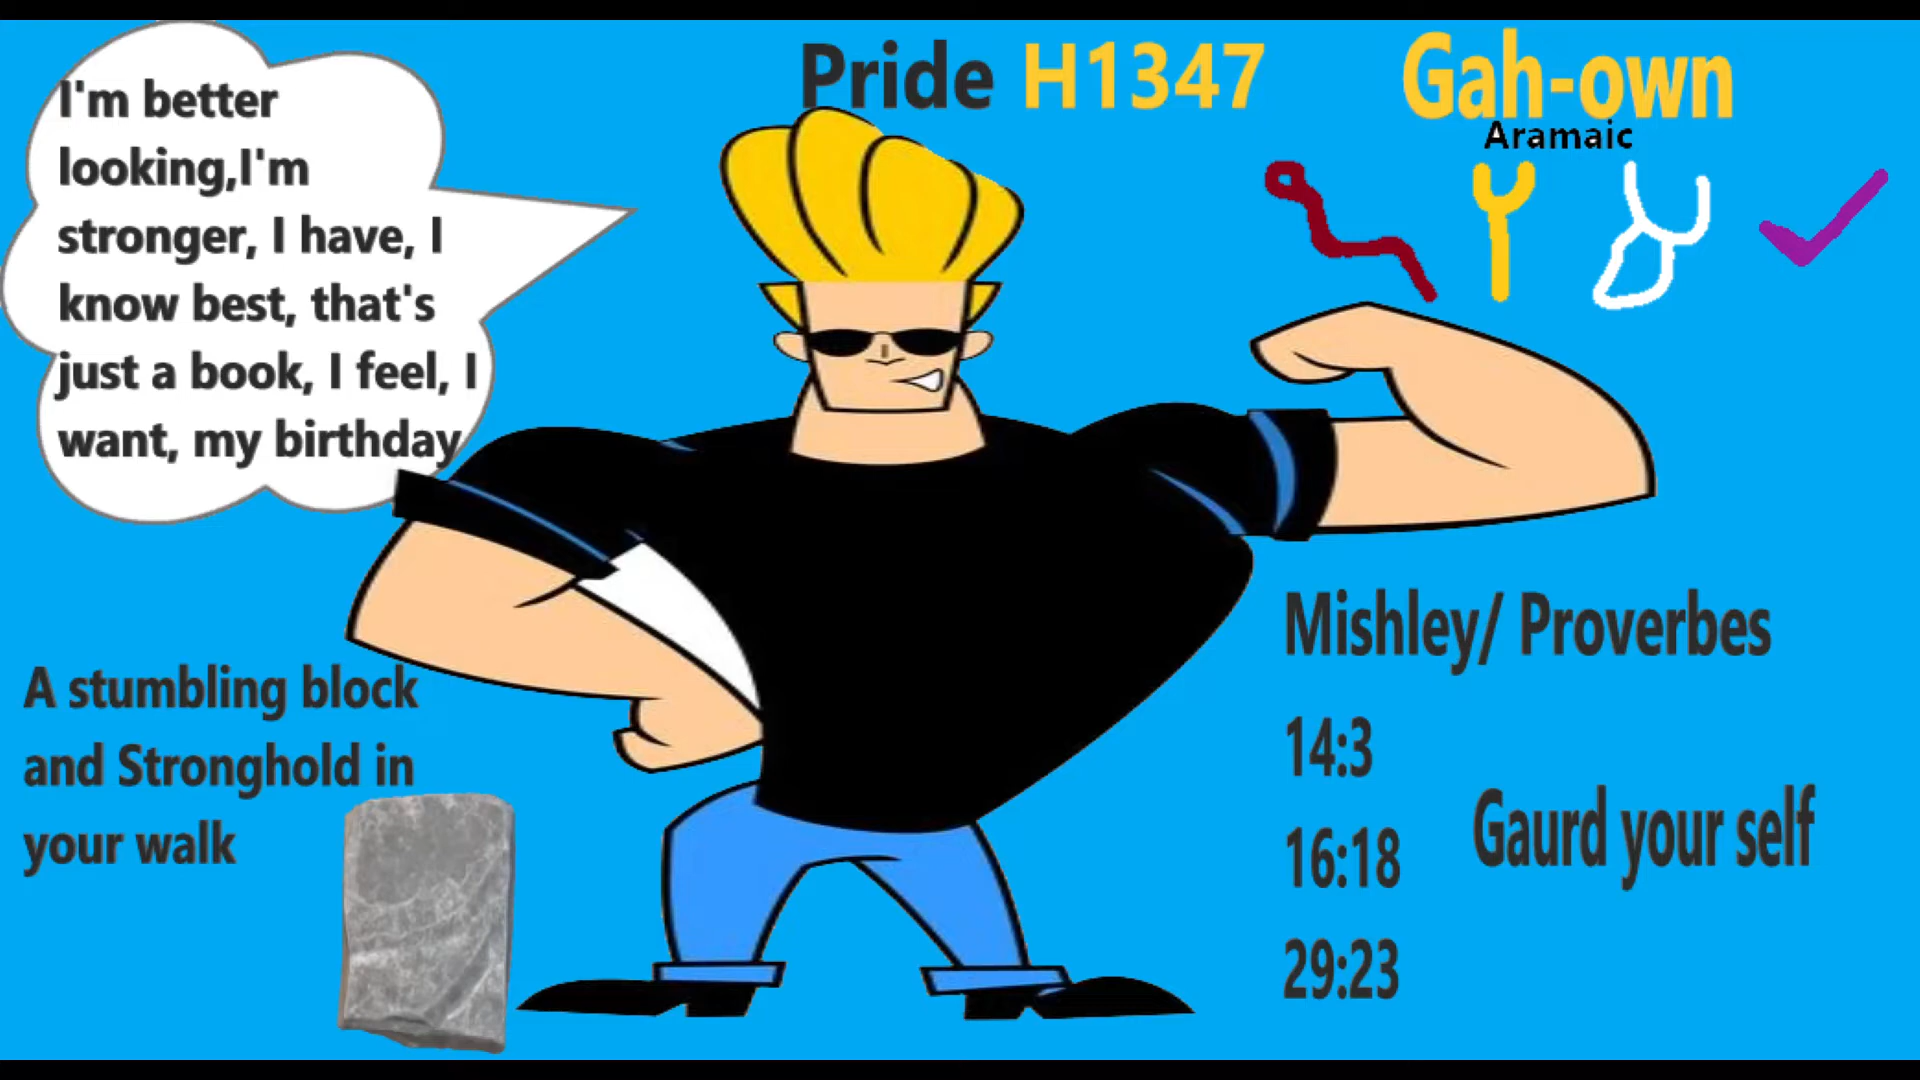 I'm better
looking,I'm
stronger, I have, I
know best, that's
just a book, I feel, I
want, my birthday
Pride H1347
Gah-own
Aramaic
A stumbling block
and Stronghold in
your walk
Mishley/ Proverbes
14:3
16:18
29:23
Gaurd your self